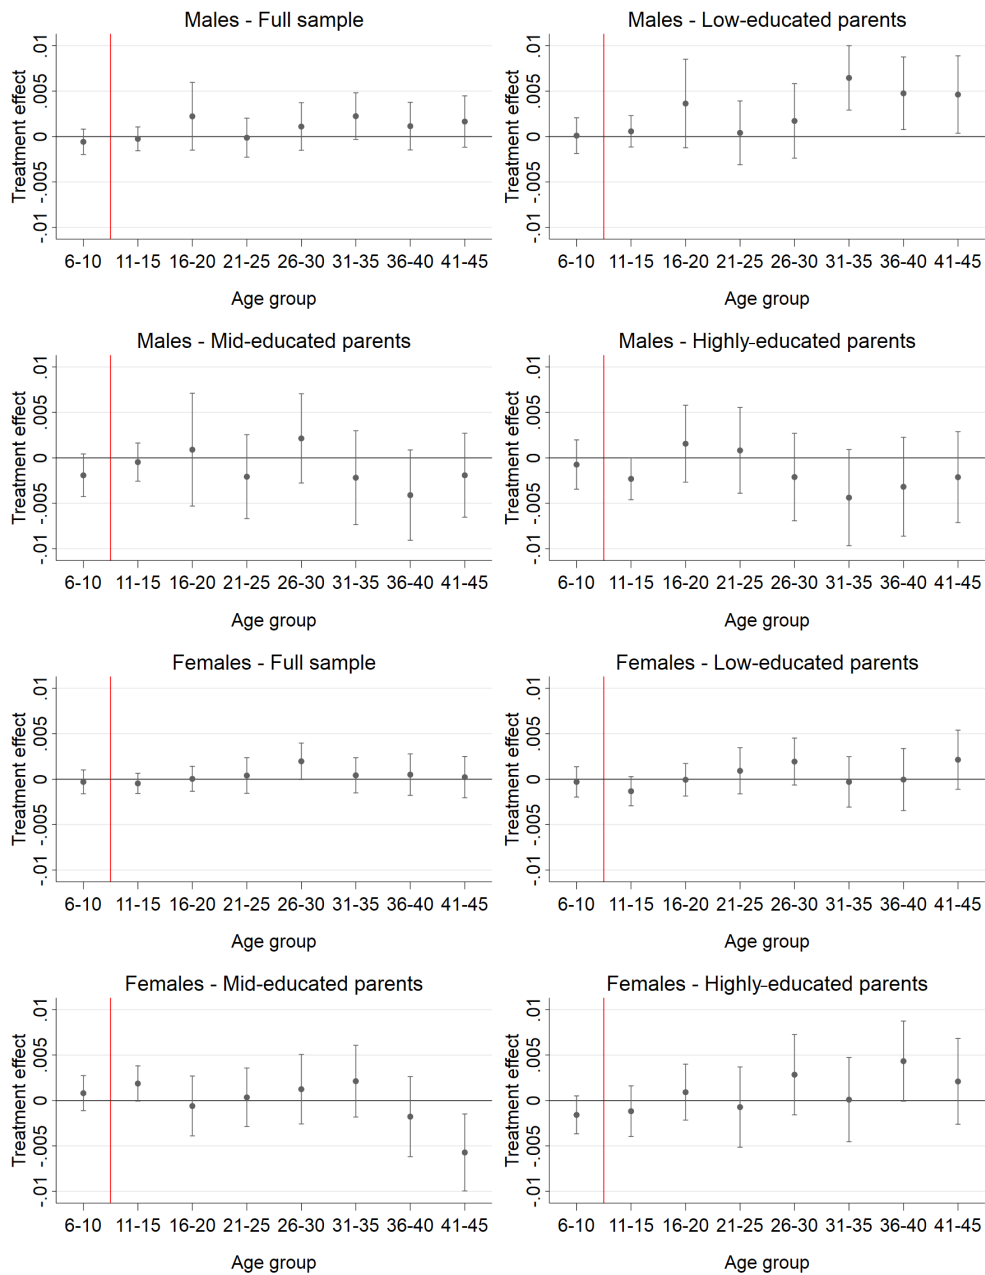 Males - Full sample
Treatment effect
.01
.005
0
-.005
-.01
6-10 11-15 16-20 21-25 26-30 31-35 36-40 41-45
Age group
Males - Low-educated parents
Treatment effect
.01
.005
0
-.005
-.01
6-10 11-15 16-20 21-25 26-30 31-35 36-40 41-45
Age group
Males - Mid-educated parents
Treatment effect
.01
.005
0
-.005
-.01
6-10 11-15 16-20 21-25 26-30 31-35 36-40 41-45
Age group
Males - Highly-educated parents
Treatment effect
.01
.005
0
-.005
-.01
6-10 11-15 16-20 21-25 26-30 31-35 36-40 41-45
Age group
Females - Full sample
Treatment effect
.01
.005
0
-.005
-.01
6-10 11-15 16-20 21-25 26-30 31-35 36-40 41-45
Age group
Females - Low-educated parents
Treatment effect
.01
.005
0
-.005
-.01
6-10 11-15 16-20 21-25 26-30 31-35 36-40 41-45
Age group
Females - Mid-educated parents
Treatment effect
.01
.005
0
-.005
-.01
6-10 11-15 16-20 21-25 26-30 31-35 36-40 41-45
Age group
Females - Highly-educated parents
Treatment effect
.01
.005
0
-.005
-.01
6-10 11-15 16-20 21-25 26-30 31-35 36-40 41-45
Age group